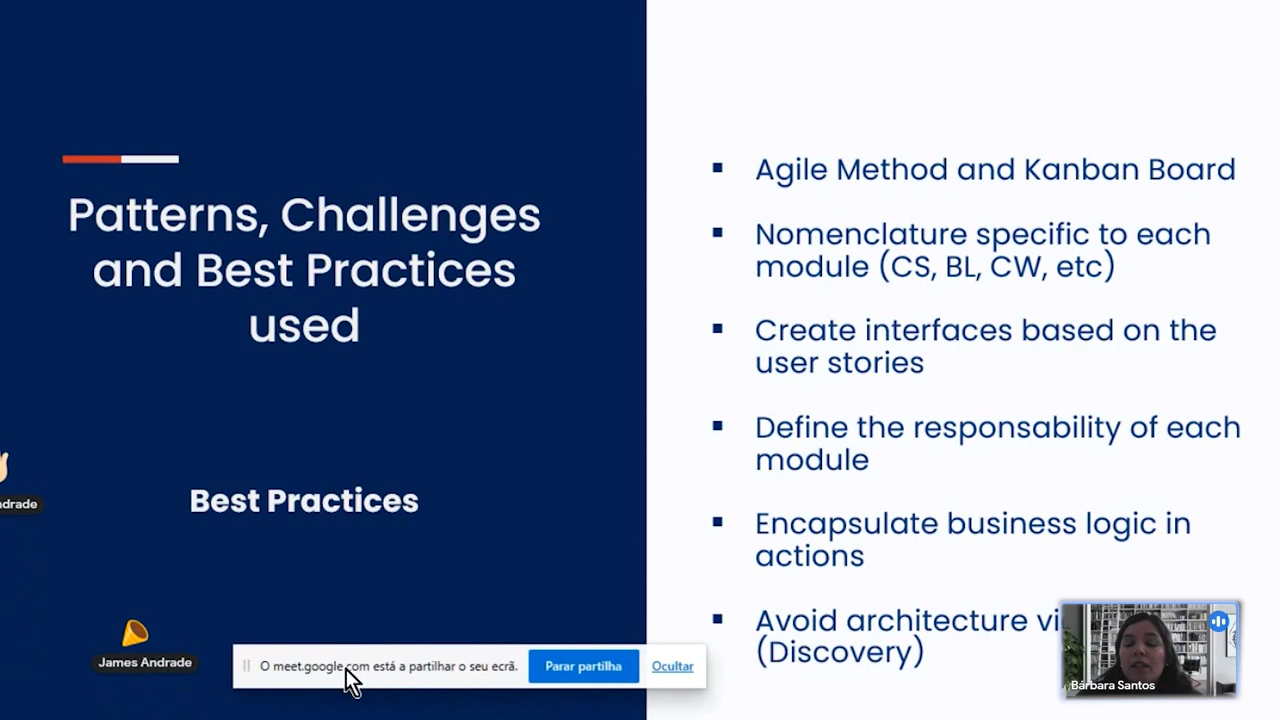 Patterns, Challenges
and Best Practices
used
Best Practices
▪ Agile Method and Kanban Board
▪ Nomenclature specific to each
module (CS, BL, CW, etc)
▪ Create interfaces based on the
user stories
▪ Define the responsability of each
module
▪ Encapsulate business logic in
actions
▪ Avoid architecture
(Discovery)
James Andrade
O meet.google.com está a partilhar o seu ecrã.
Parar partilha
Ocultar
Bárbara Santos